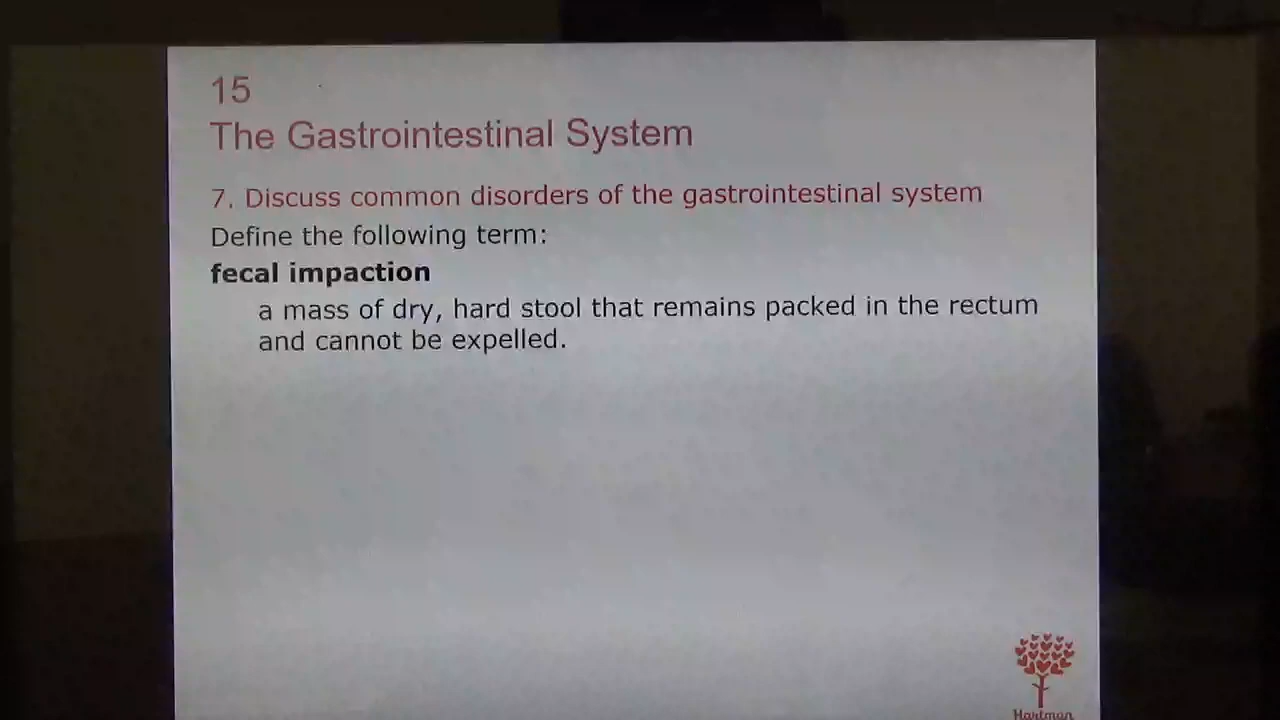 15
The Gastrointestinal System
7. Discuss common disorders of the gastrointestinal system
Define the following term:
fecal impaction
a mass of dry, hard stool that remains packed in the rectum
and cannot be expelled.
Hartman